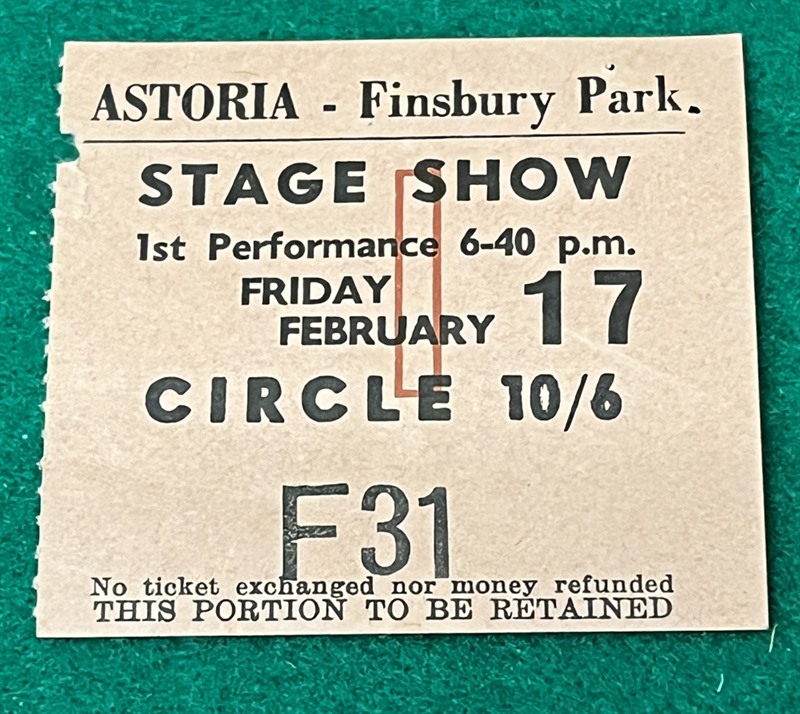 ASTORIA - Finsbury Park.
STAGE SHOW
1st Performance 6-40 p.m.
FRIDAY
FEBRUARY 17
CIRCLE 10/6
F31
No ticket exchanged nor money refunded
THIS PORTION TO BE RETAINED